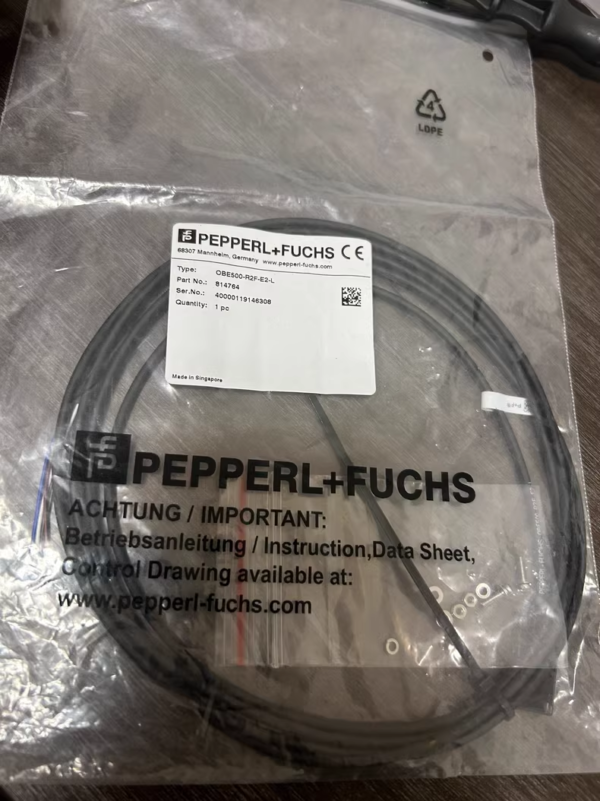 4
LDPE
PEPPERL+FUCHS CE
68307 Mannheim, Germany www.pepperl-fuchs.com
Type: OBE500-R2F-E2-L
Part No.: 814764
Ser.No.: 40000119146308
Quantity: 1 pc
Made in Singapore
PEPPERL+FUCHS
ACHTUNG / IMPORTANT:
Betriebsanleitung / Instruction,Data Sheet,
Control Drawing available at:
www.pepperl-fuchs.com